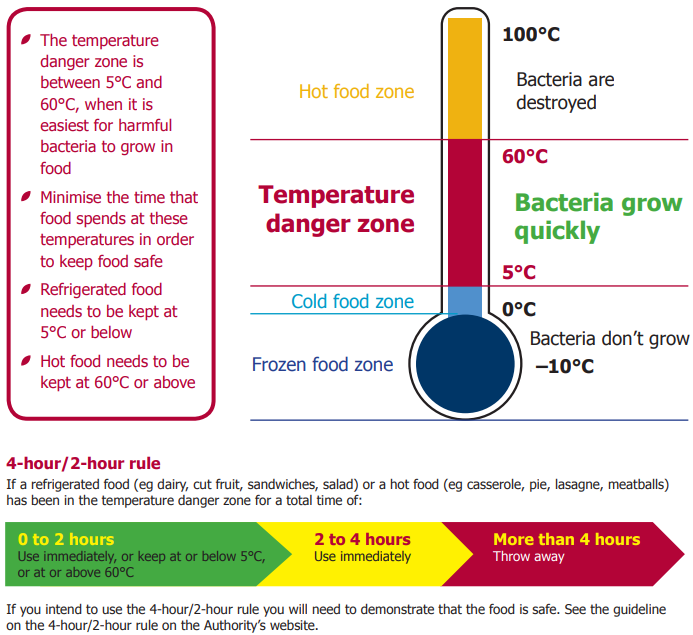 The temperature
danger zone is
between 5°C and
60°C, when it is
easiest for harmful
bacteria to grow in
food
Minimise the time that
food spends at these
temperatures in order
to keep food safe
Refrigerated food
needs to be kept at
5°C or below
Hot food needs to be
kept at 60°C or above
100°C
Hot food zone
Bacteria are
destroyed
60°C
Temperature
danger zone
Bacteria grow
quickly
5°C
Cold food zone
0°C
Bacteria don't grow
Frozen food zone
–10°C
4-hour/2-hour rule
If a refrigerated food (eg dairy, cut fruit, sandwiches, salad) or a hot food (eg casserole, pie, lasagne, meatballs)
has been in the temperature danger zone for a total time of:
0 to 2 hours
Use immediately, or keep at or below 5°C,
or at or above 60°C
2 to 4 hours
Use immediately
More than 4 hours
Throw away
If you intend to use the 4-hour/2-hour rule you will need to demonstrate that the food is safe. See the guideline
on the 4-hour/2-hour rule on the Authority's website.